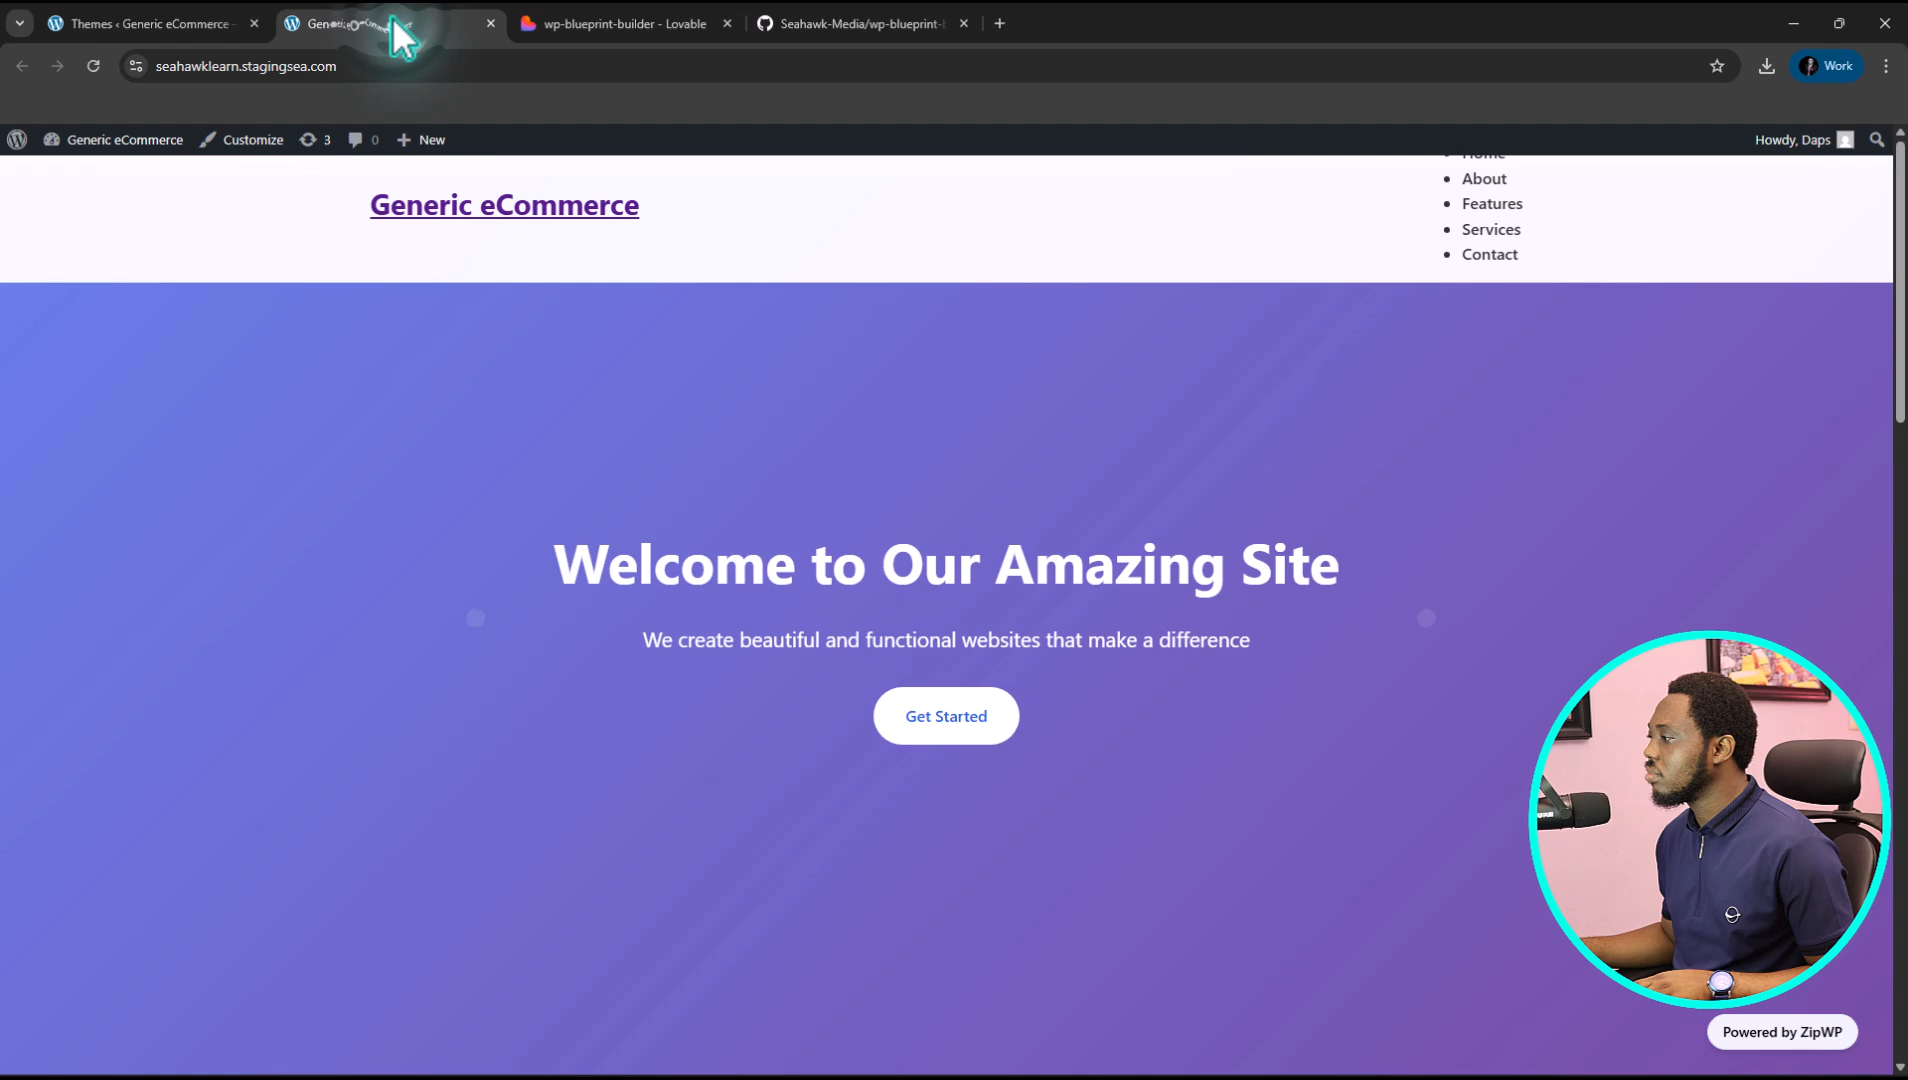 Themes ‹ Generic eCommerce
wp-blueprint-builder - Lovable
Seahawk-Media/wp-blueprint-
seahawklearn.stagingsea.com
Work
Generic eCommerce
Customize
3
0
New
Howdy, Daps
Generic eCommerce
Home
About
Features
Services
Contact
Welcome to Our Amazing Site
We create beautiful and functional websites that make a difference
Get Started
Powered by ZipWP